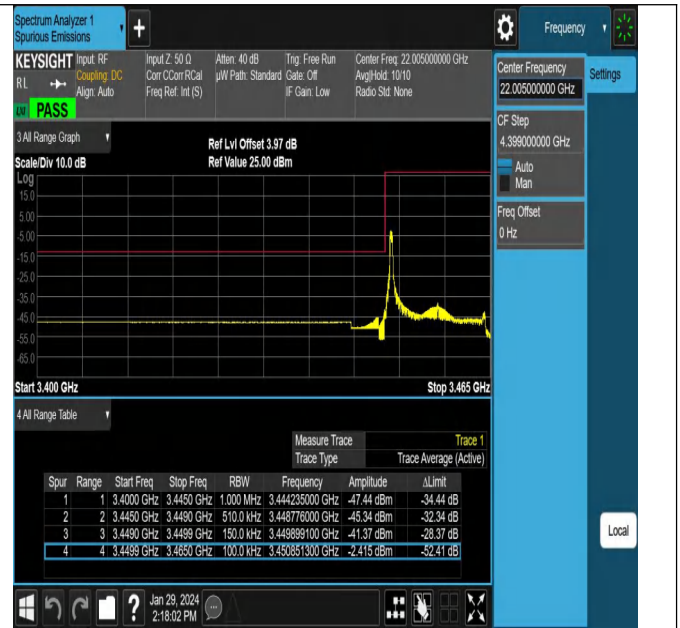 Spectrum Analyzer 1
Spurious Emissions
Frequency
KEYSIGHT Input: RF Input Z: 50 Ω Atten: 40 dB Trig: Free Run Center Freq: 22.005000000 GHz
RL Coupling: DC Corr CCorr RCal µW Path: Standard Gate: Off Avg|Hold: 10/10
Align: Auto Freq Ref: Int (S) IF Gain: Low Radio Std: None
LNI PASS
Center Frequency
22.005000000 GHz
Settings
CF Step
4.399000000 GHz
Auto
Man
Freq Offset
0 Hz
3 All Range Graph
Ref Lvl Offset 3.97 dB
Scale/Div 10.0 dB Ref Value 25.00 dBm
Log
15.0
5.00
-5.00
-15.0
-25.0
-35.0
-45.0
-55.0
-65.0
Start 3.400 GHz Stop 3.465 GHz
4 All Range Table
Measure Trace Trace 1
Trace Type Trace Average (Active)
Spur Range Start Freq Stop Freq RBW Frequency Amplitude ΔLimit
1 1 3.4000 GHz 3.4450 GHz 1.000 MHz 3.444235000 GHz -47.44 dBm -34.44 dB
2 2 3.4450 GHz 3.4490 GHz 510.0 kHz 3.448776000 GHz -45.34 dBm -32.34 dB
3 3 3.4490 GHz 3.4499 GHz 150.0 kHz 3.449899100 GHz -41.37 dBm -28.37 dB
4 4 3.4499 GHz 3.4650 GHz 100.0 kHz 3.450851300 GHz -2.415 dBm -52.41 dB
Local
Jan 29, 2024
2:18:02 PM